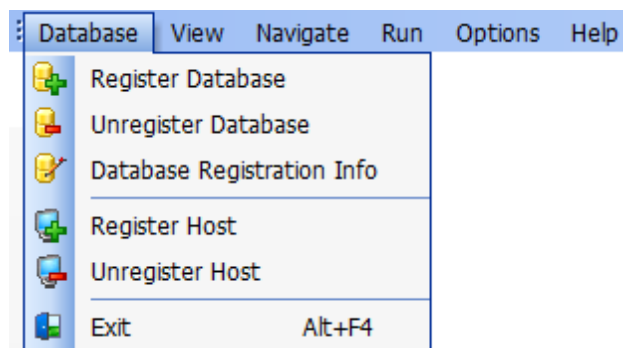 Database View Navigate Run Options Help
Register Database
Unregister Database
Database Registration Info
Register Host
Unregister Host
Exit Alt+F4